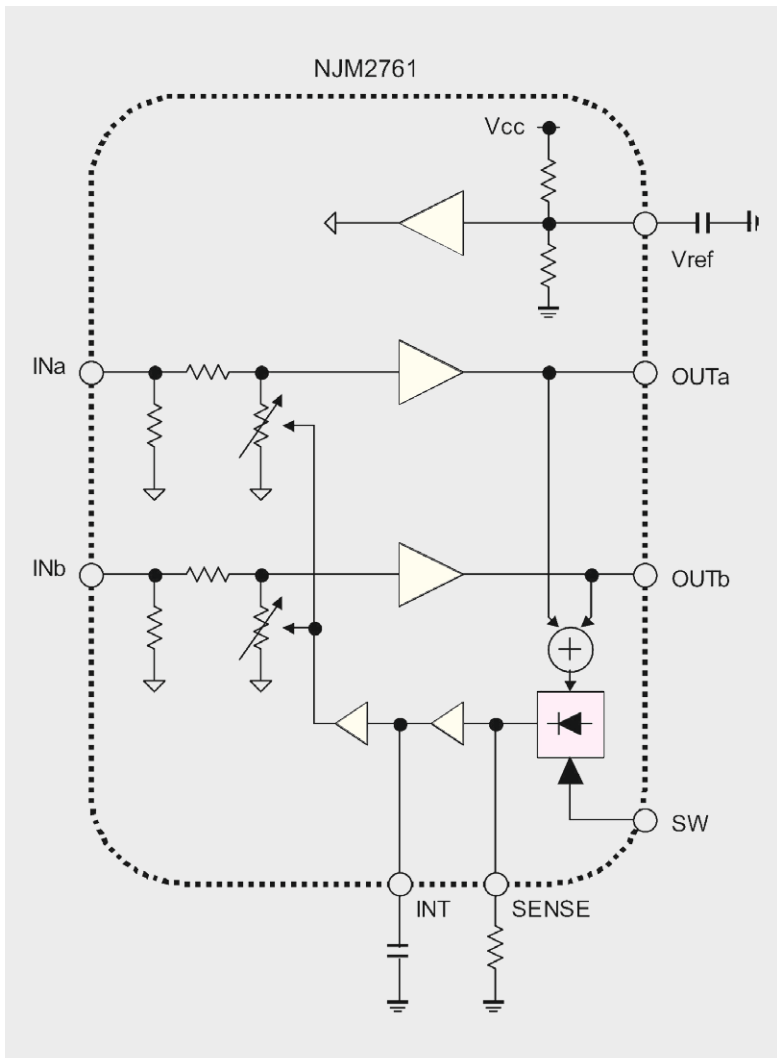 NJM2761
Vcc
Vref
INa
OUTa
INb
OUTb
SW
INT
SENSE